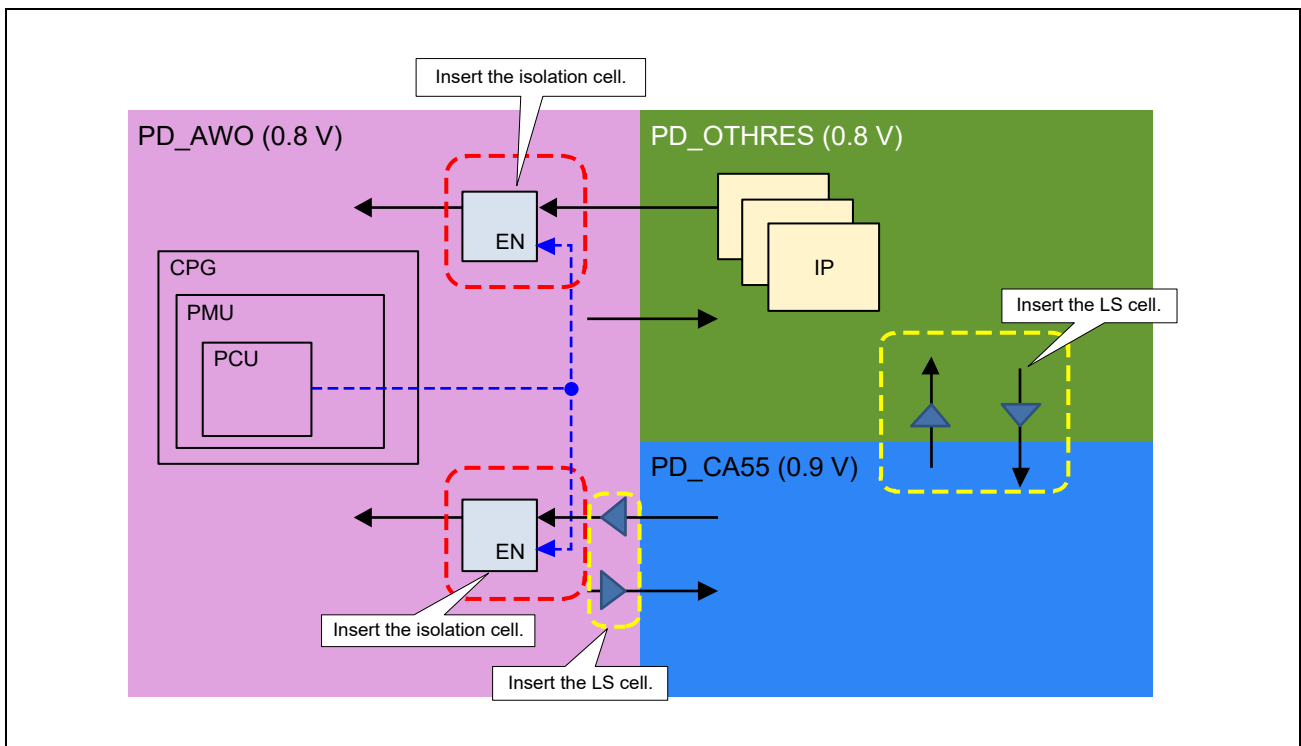 Insert the isolation cell.
PD_AWO (0.8 V)
PD_OTHRES (0.8 V)
EN
CPG
IP
PMU
Insert the LS cell.
PCU
PD_CA55 (0.9 V)
EN
Insert the isolation cell.
Insert the LS cell.